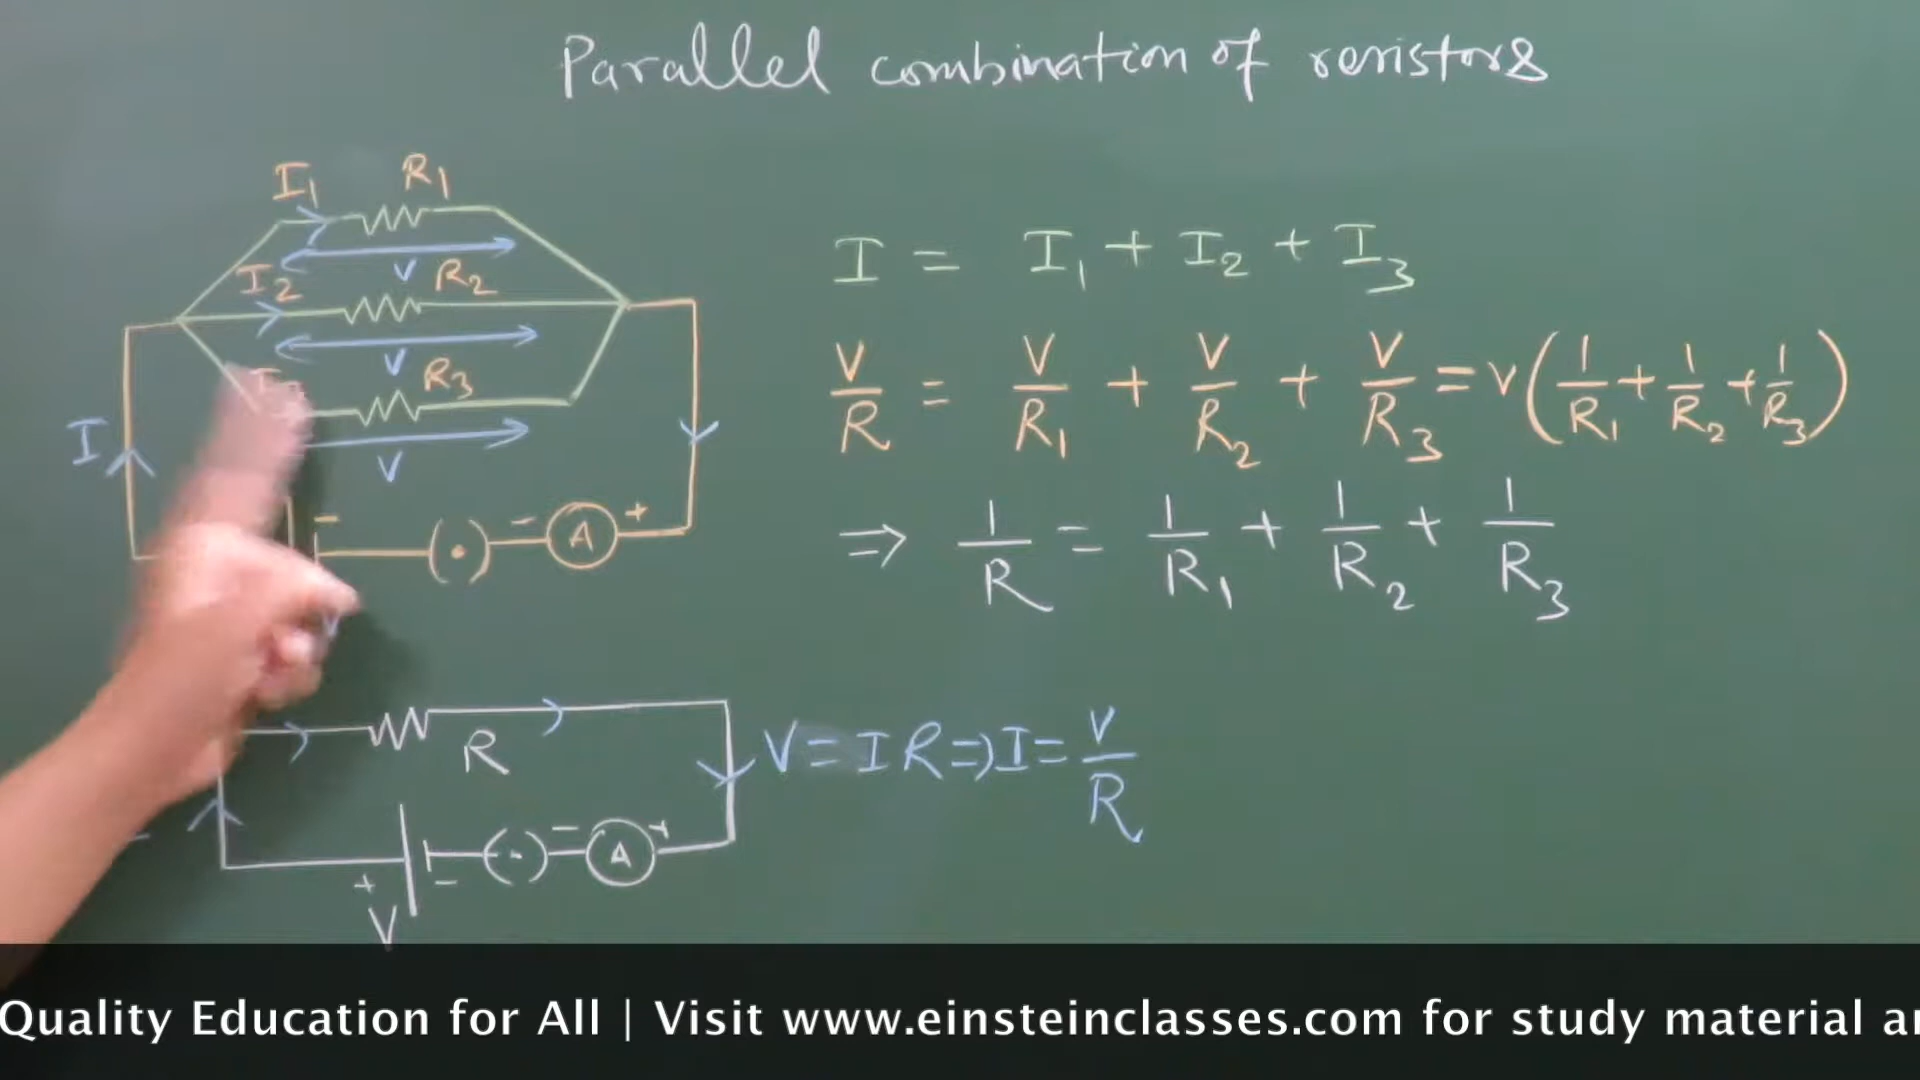 Parallel combination of resistors
I₁ R₁
V
I₂ R₂
V
R₃
V
I
- (·) - A +
I = I₁ + I₂ + I₃
V/R = V/R₁ + V/R₂ + V/R₃ = V(1/R₁ + 1/R₂ + 1/R₃)
⇒ 1/R = 1/R₁ + 1/R₂ + 1/R₃
R
V = I R ⇒ I = V/R
+ - (·) - A +
V
Quality Education for All | Visit www.einsteinclasses.com for study material